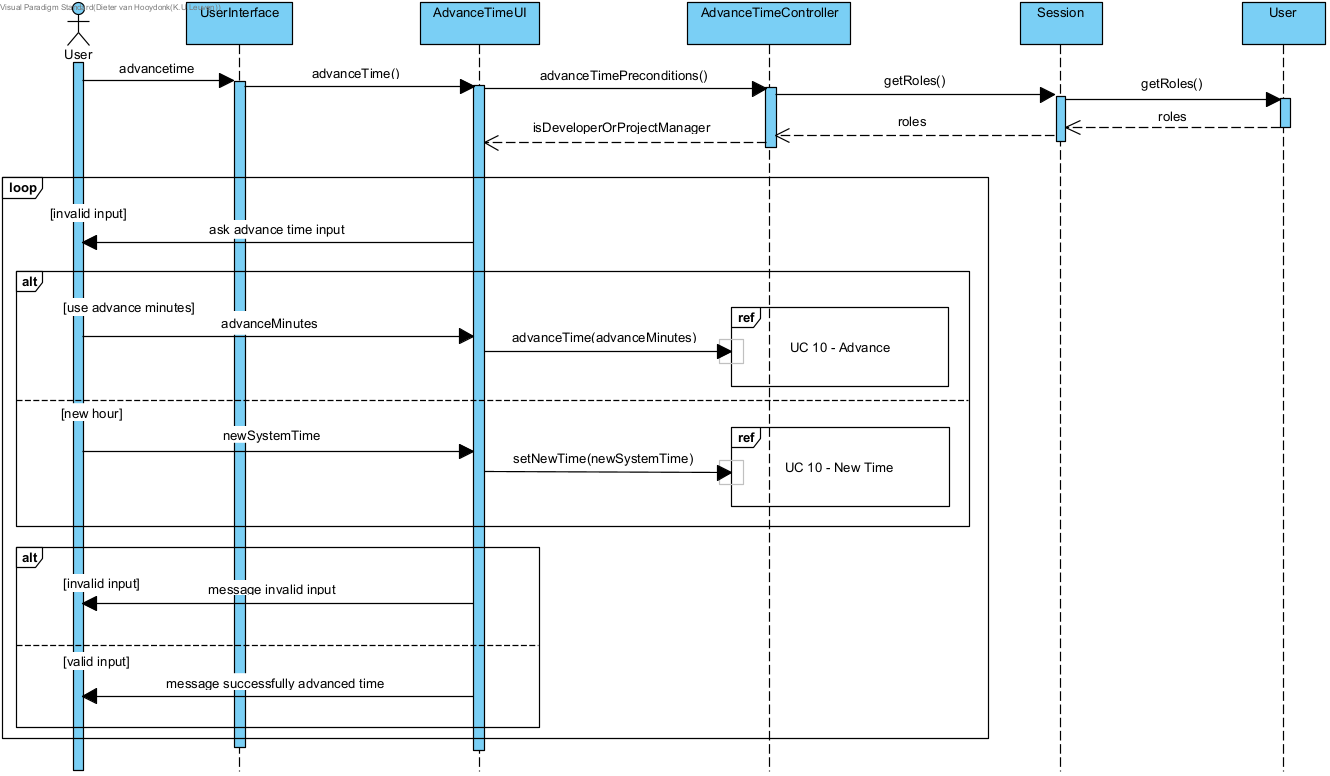 Visual Paradigm Standard(Dieter van Hooydonk(K.U.Leuven))
UserInterface
AdvanceTimeUI
AdvanceTimeController
Session
User
User
advancetime
advanceTime()
advanceTimePreconditions()
getRoles()
getRoles()
roles
roles
isDeveloperOrProjectManager
loop
[invalid input]
ask advance time input
alt
[use advance minutes]
advanceMinutes
advanceTime(advanceMinutes)
ref
UC 10 - Advance
[new hour]
newSystemTime
setNewTime(newSystemTime)
ref
UC 10 - New Time
alt
[invalid input]
message invalid input
[valid input]
message successfully advanced time